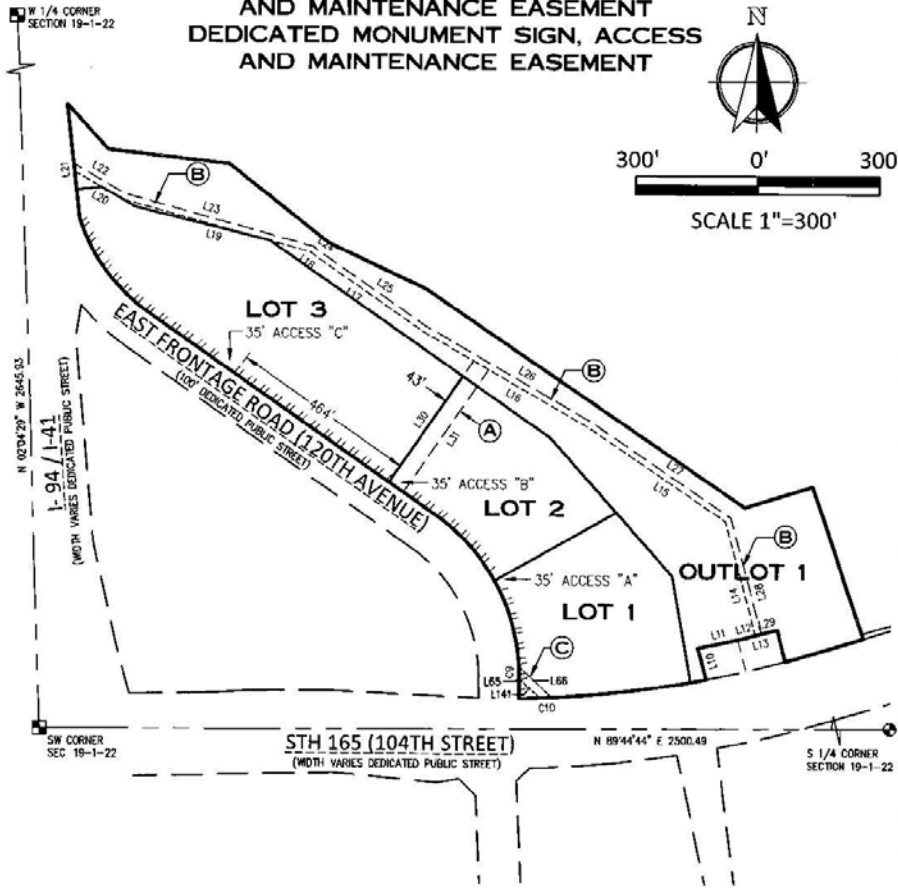 W 1/4 CORNER
SECTION 19-1-22
AND MAINTENANCE EASEMENT
DEDICATED MONUMENT SIGN, ACCESS
AND MAINTENANCE EASEMENT
N
300'
0'
300
SCALE 1"=300'
L21
L22
B
L20
L23
L19
L24
L18
L17
L25
LOT 3
35' ACCESS "C"
EAST FRONTAGE ROAD (120TH AVENUE)
(100' DEDICATED PUBLIC STREET)
464'
43'
L30
L31
A
L16
L26
B
N 02°04'29" W 2645.93
I-94 / I-41
(WIDTH VARIES DEDICATED PUBLIC STREET)
35' ACCESS "B"
LOT 2
L27
L15
B
35' ACCESS "A"
OUTLOT 1
LOT 1
L14
L28
L11
L12
L29
L13
L10
C
C9
L65
L66
L141
C10
SW CORNER
SEC 19-1-22
STH 165 (104TH STREET)
(WIDTH VARIES DEDICATED PUBLIC STREET)
N 89°44'44" E 2500.49
S 1/4 CORNER
SECTION 19-1-22